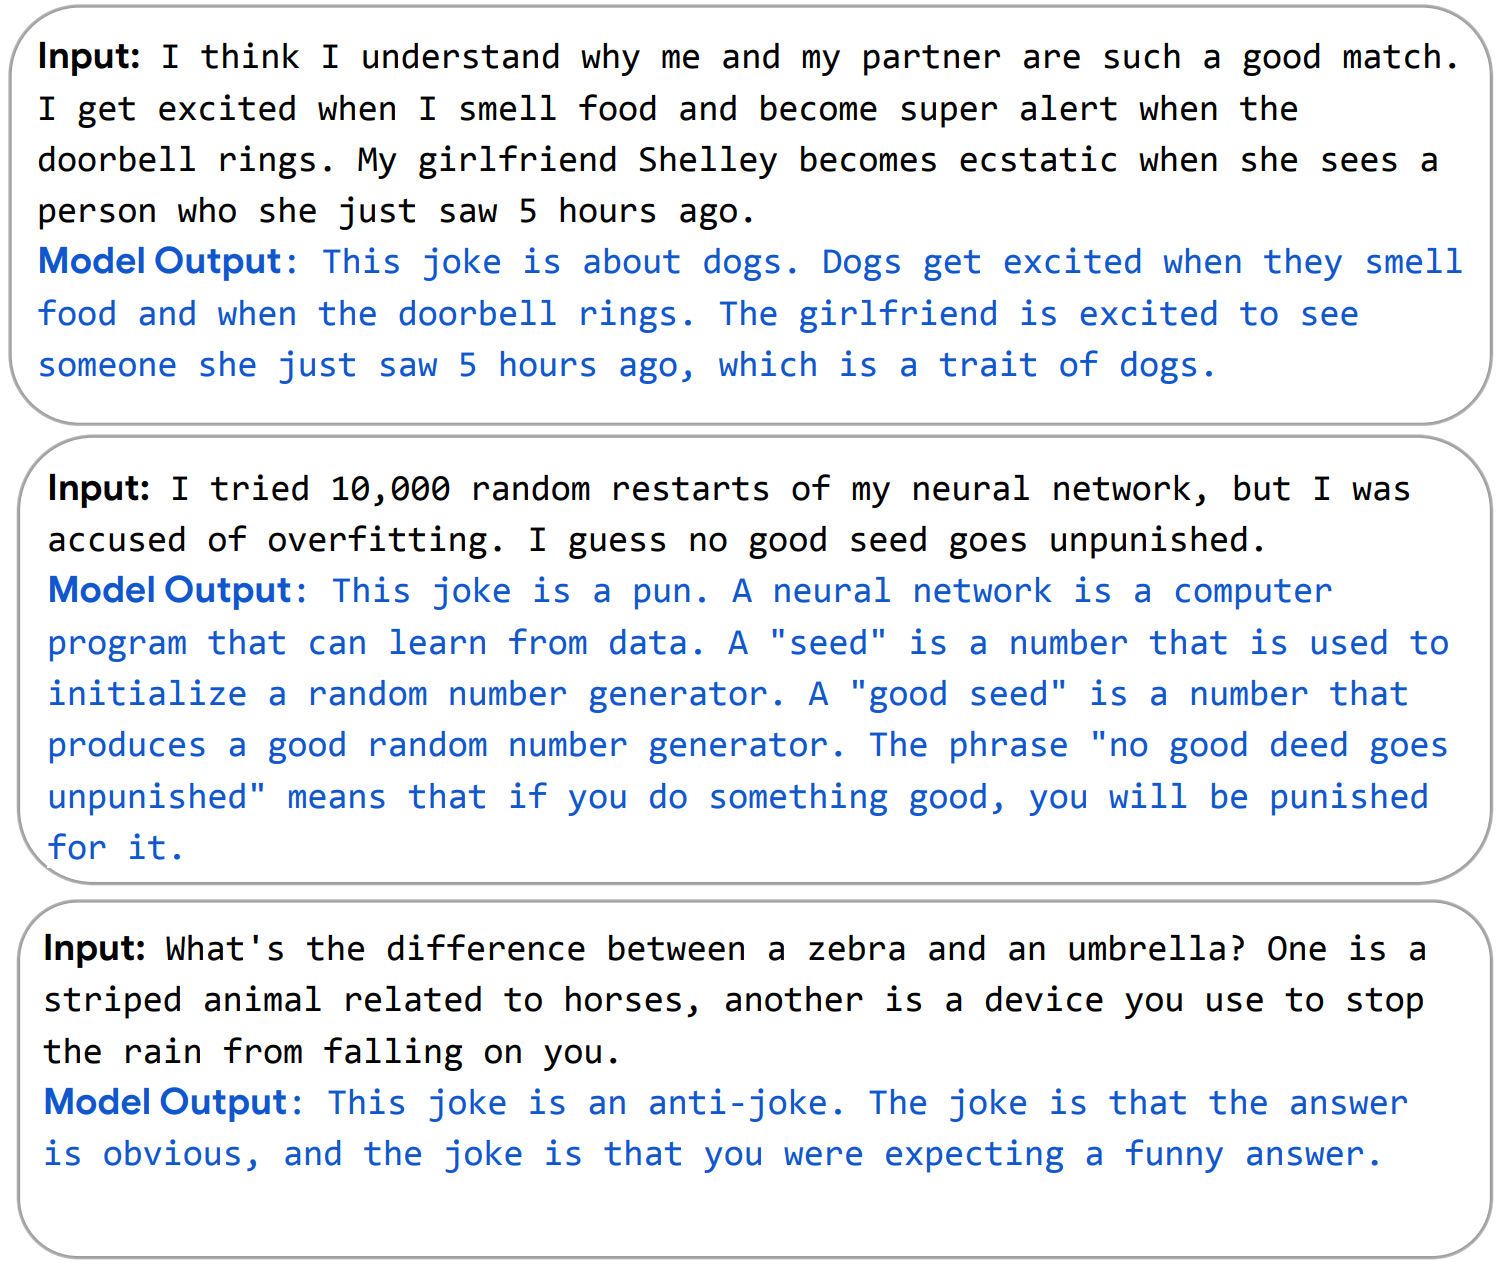 Input: I think I understand why me and my partner are such a good match.
I get excited when I smell food and become super alert when the
doorbell rings. My girlfriend Shelley becomes ecstatic when she sees a
person who she just saw 5 hours ago.
Model Output: This joke is about dogs. Dogs get excited when they smell
food and when the doorbell rings. The girlfriend is excited to see
someone she just saw 5 hours ago, which is a trait of dogs.
Input: I tried 10,000 random restarts of my neural network, but I was
accused of overfitting. I guess no good seed goes unpunished.
Model Output: This joke is a pun. A neural network is a computer
program that can learn from data. A "seed" is a number that is used to
initialize a random number generator. A "good seed" is a number that
produces a good random number generator. The phrase "no good deed goes
unpunished" means that if you do something good, you will be punished
for it.
Input: What's the difference between a zebra and an umbrella? One is a
striped animal related to horses, another is a device you use to stop
the rain from falling on you.
Model Output: This joke is an anti-joke. The joke is that the answer
is obvious, and the joke is that you were expecting a funny answer.